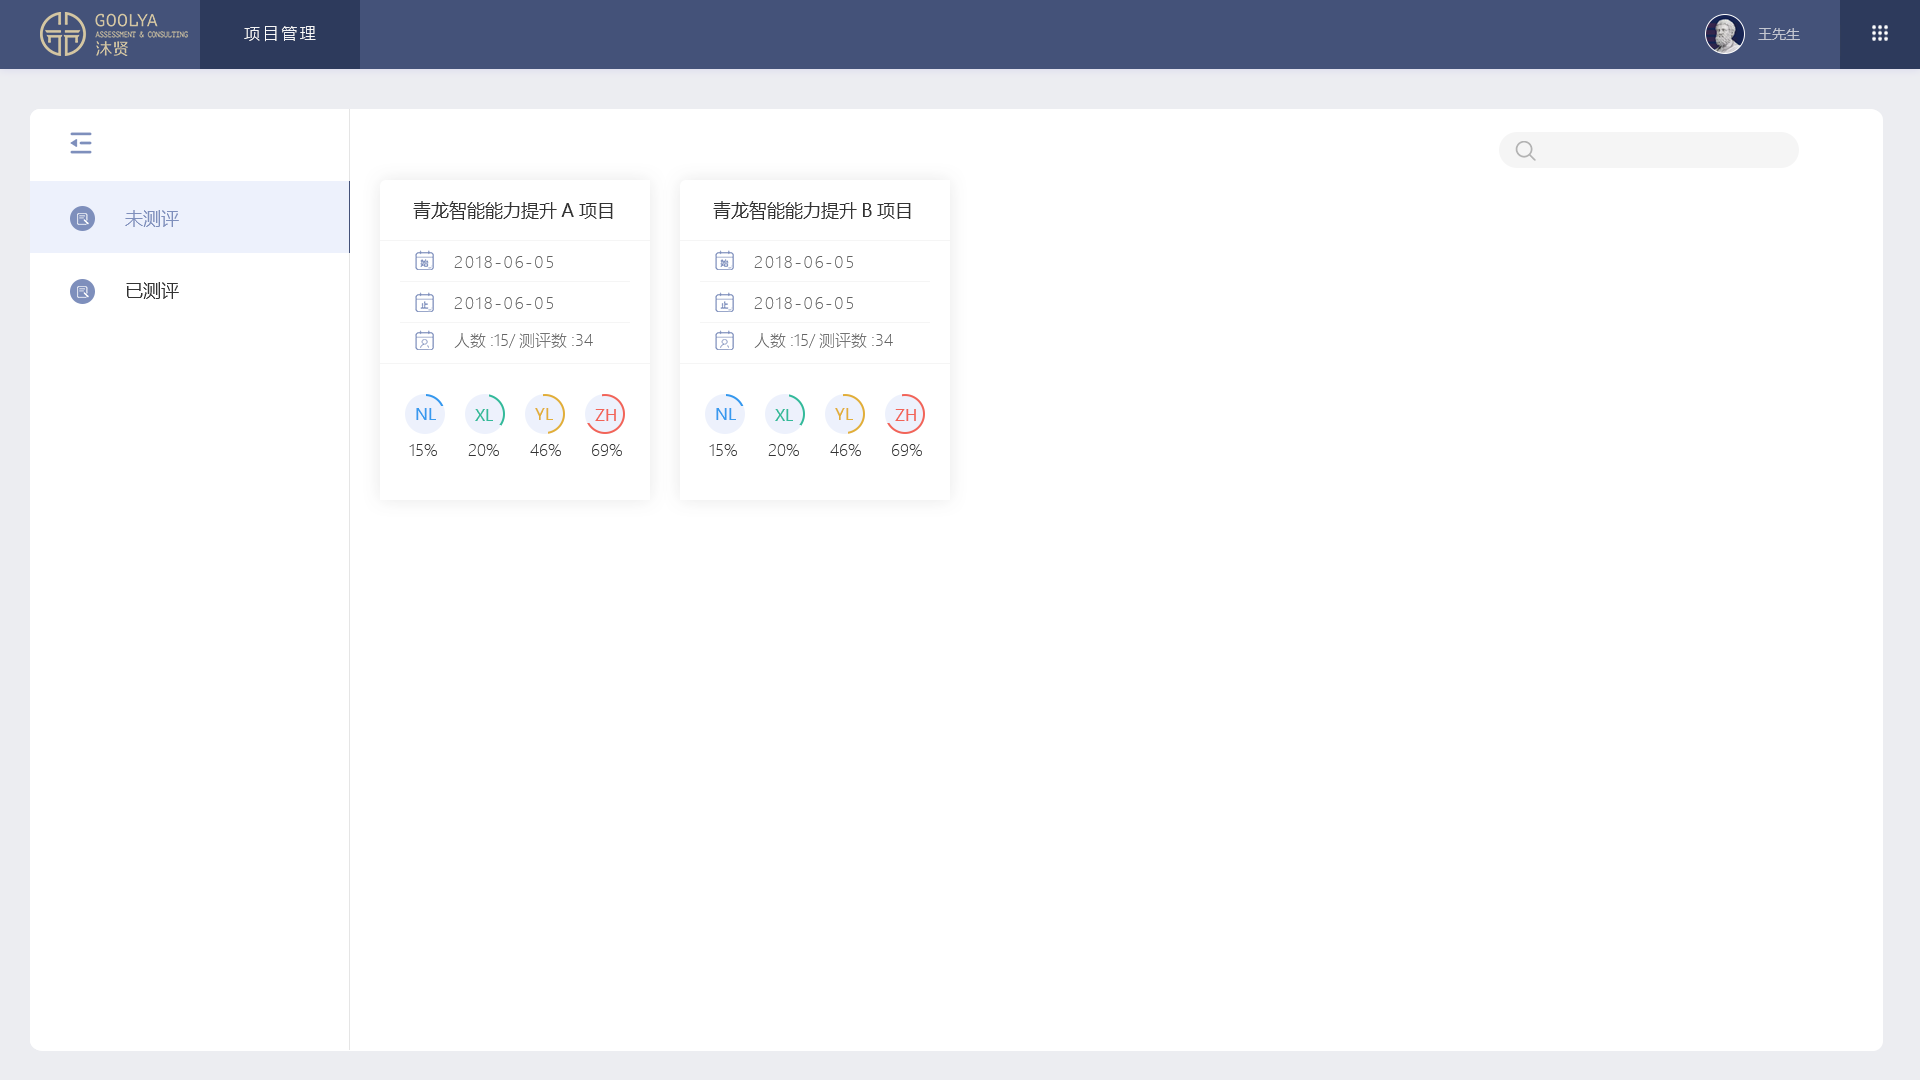 GOOLYA
ASSESSMENT & CONSULTING
沐贤
项目管理
王先生
未测评
已测评
青龙智能能力提升 A 项目
始 2018-06-05
止 2018-06-05
人数 :15/ 测评数 :34
NL XL YL ZH
15% 20% 46% 69%
青龙智能能力提升 B 项目
始 2018-06-05
止 2018-06-05
人数 :15/ 测评数 :34
NL XL YL ZH
15% 20% 46% 69%